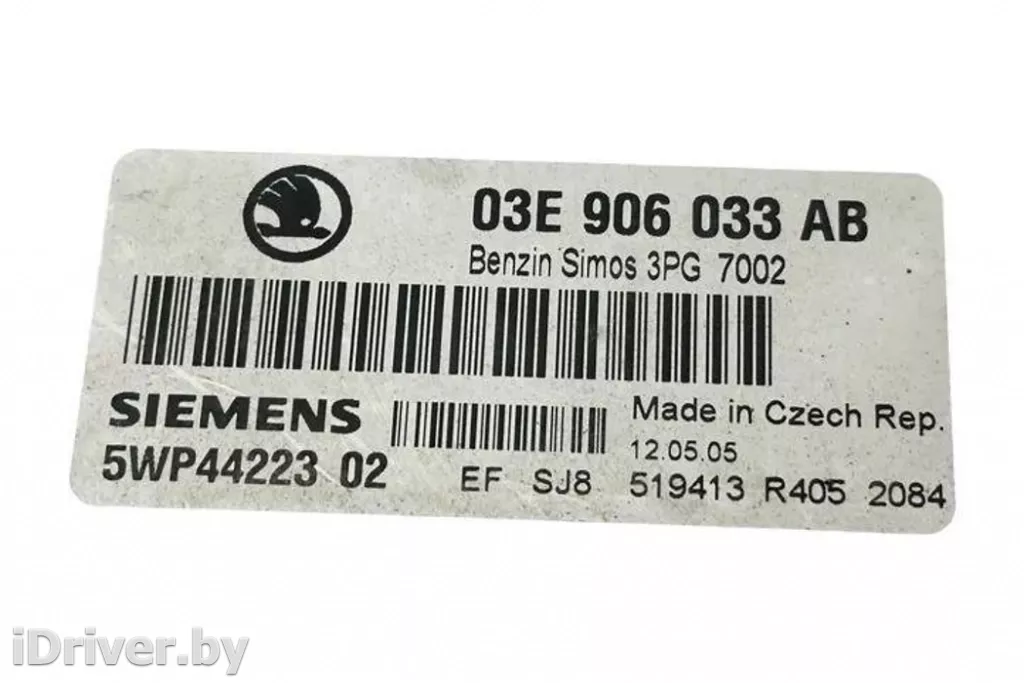 03E 906 033 AB
Benzin Simos 3PG 7002
SIEMENS
5WP44223 02
EF SJ8
Made in Czech Rep.
12.05.05
519413 R405 2084
iDriver.by